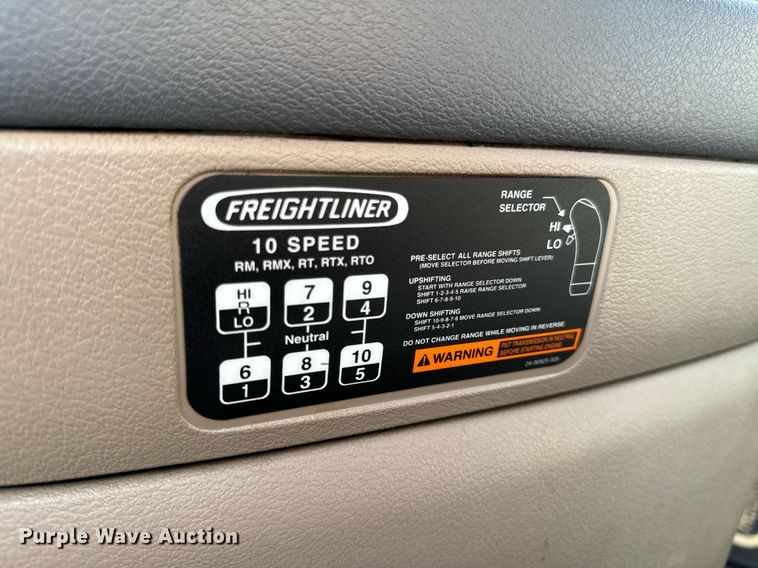 FREIGHTLINER
10 SPEED
RM, RMX, RT, RTX, RTO
HI
R
LO
7
2
9
4
Neutral
6
1
8
3
10
5
RANGE
SELECTOR
HI
LO
PRE-SELECT ALL RANGE SHIFTS
(MOVE SELECTOR BEFORE MOVING SHIFT LEVER)
UPSHIFTING
START WITH RANGE SELECTOR DOWN
SHIFT 1-2-3-4-5 RAISE RANGE SELECTOR
SHIFT 6-7-8-9-10
DOWN SHIFTING
SHIFT 10-9-8-7-6 MOVE RANGE SELECTOR DOWN:
SHIFT 5-4-3-2-1
DO NOT CHANGE RANGE WHILE MOVING IN REVERSE:
WARNING
PUT TRANSMISSION IN NEUTRAL
BEFORE STARTING ENGINE
24-00925-005
Purple Wave Auction